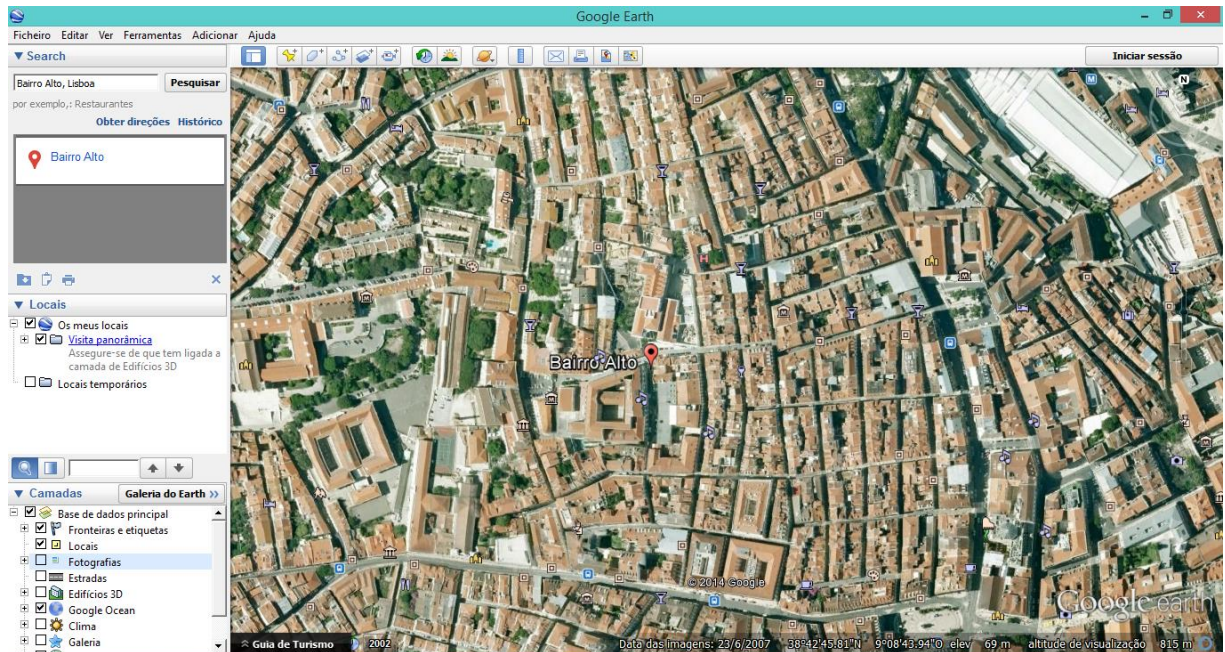 Google Earth
Ficheiro Editar Ver Ferramentas Adicionar Ajuda
Search
Iniciar sessão
Bairro Alto, Lisboa
Pesquisar
por exemplo,: Restaurantes
Obter direções Histórico
Bairro Alto
Locais
Os meus locais
Visita panorâmica
Assegure-se de que tem ligada a
camada de Edifícios 3D
Locais temporários
Camadas
Galeria do Earth >>
Base de dados principal
Fronteiras e etiquetas
Locais
Fotografias
Estradas
Edifícios 3D
Google Ocean
Clima
Galeria
N
M
H
Bairro Alto
© 2014 Google
Google earth
Guia de Turismo
2002
Data das imagens: 23/6/2007 38°42'45.81"N 9°08'43.94"O elev 69 m altitude de visualização 815 m